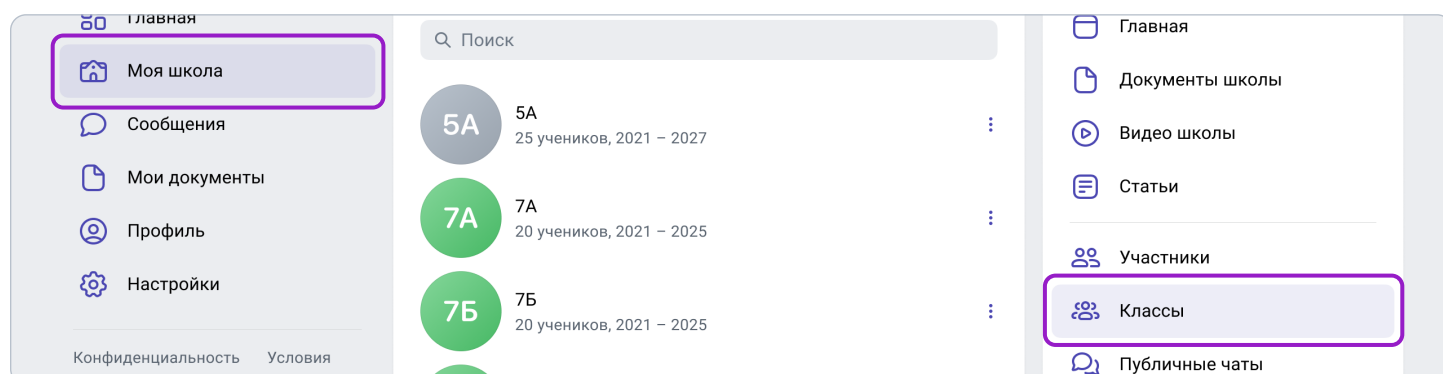 Главная
Моя школа
Сообщения
Мои документы
Профиль
Настройки
Конфиденциальность Условия
Поиск
5А
5А
25 учеников, 2021 – 2027
7А
7А
20 учеников, 2021 – 2025
7Б
7Б
20 учеников, 2021 – 2025
Главная
Документы школы
Видео школы
Статьи
Участники
Классы
Публичные чаты